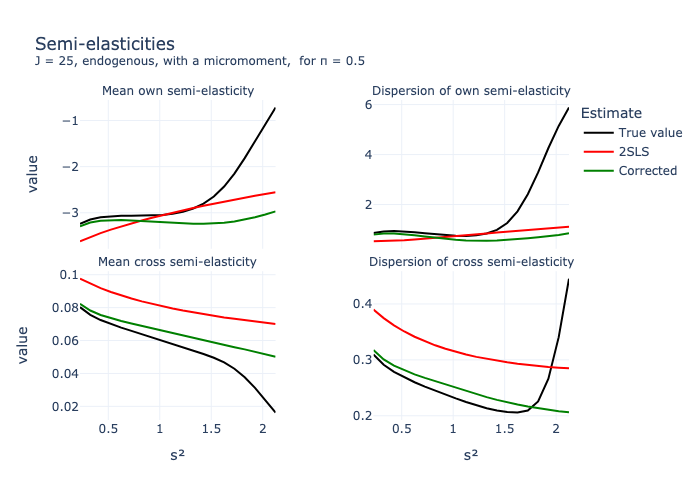 Semi-elasticities
J = 25, endogenous, with a micromoment, for π = 0.5
Mean own semi-elasticity
Dispersion of own semi-elasticity
−1
−2
−3
value
6
4
2
Estimate
True value
2SLS
Corrected
Mean cross semi-elasticity
Dispersion of cross semi-elasticity
0.1
0.08
0.06
0.04
0.02
value
0.4
0.3
0.2
0.5 1 1.5 2
0.5 1 1.5 2
s²
s²